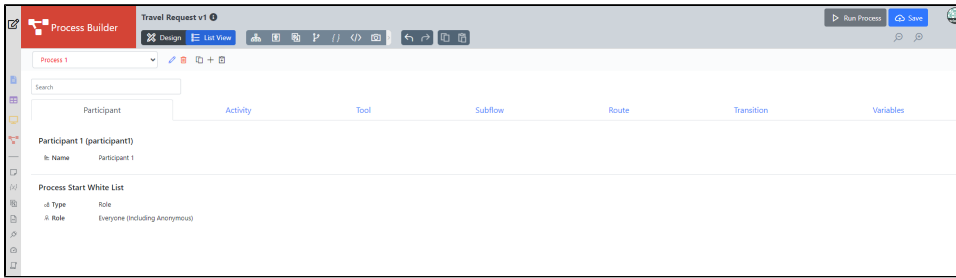 Travel Request v1
Process Builder
Design
List View
Run Process
Save
Process 1
Search
Participant
Activity
Tool
Subflow
Route
Transition
Variables
Participant 1 (participant1)
Name
Participant 1
Process Start White List
Type
Role
Role
Everyone (Including Anonymous)